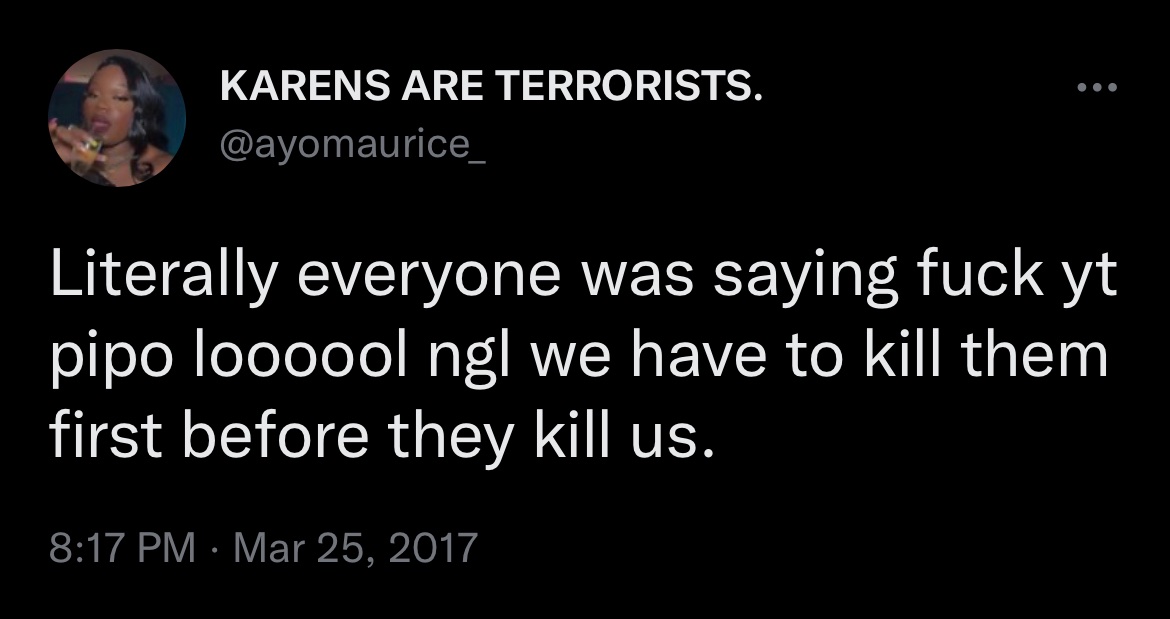 KARENS ARE TERRORISTS.
@ayomaurice_
Literally everyone was saying fuck yt
pipo loooool ngl we have to kill them
first before they kill us.
8:17 PM · Mar 25, 2017